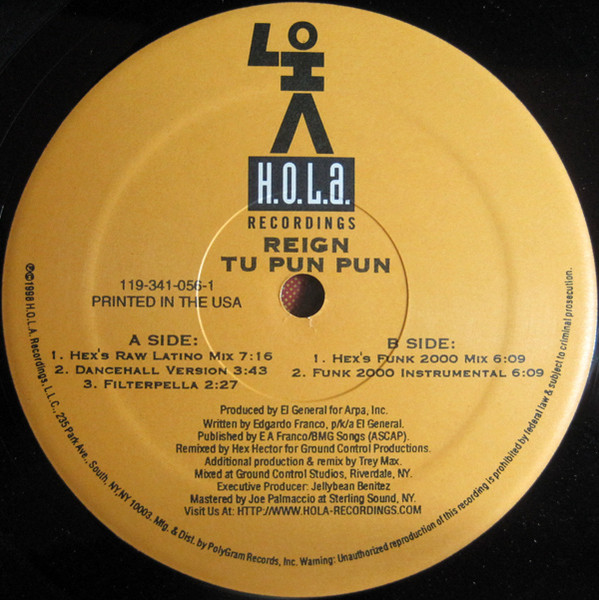 LOHA
H.O.L.a.
RECORDINGS
REIGN
TU PUN PUN
119-341-056-1
PRINTED IN THE USA
A SIDE:
1. HEX'S RAW LATINO MIX 7:16
2. DANCEHALL VERSION 3:43
3. FILTERPELLA 2:27
B SIDE:
1. HEX'S FUNK 2000 MIX 6:09
2. FUNK 2000 INSTRUMENTAL 6:09
Produced by El General for Arpa, Inc.
Written by Edgardo Franco, p/k/a El General.
Published by E A Franco/BMG Songs (ASCAP).
Remixed by Hex Hector for Ground Control Productions.
Additional production & remix by Trey Max.
Mixed at Ground Control Studios, Riverdale, NY.
Executive Producer: Jellybean Benitez
Mastered by Joe Palmaccio at Sterling Sound, NY.
Visit Us At: HTTP://WWW.HOLA-RECORDINGS.COM
℗©1998 H.O.L.A. Recordings, L.L.C., 235 Park Ave., South, NY, NY 10003. Mfg. & Dist. by PolyGram Records, Inc. Warning: Unauthorized reproduction of this recording is prohibited by federal law & subject to criminal prosecution.